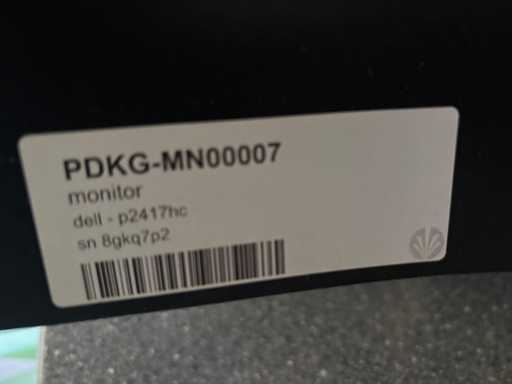 PDKG-MN00007
monitor
dell - p2417hc
sn 8gkq7p2